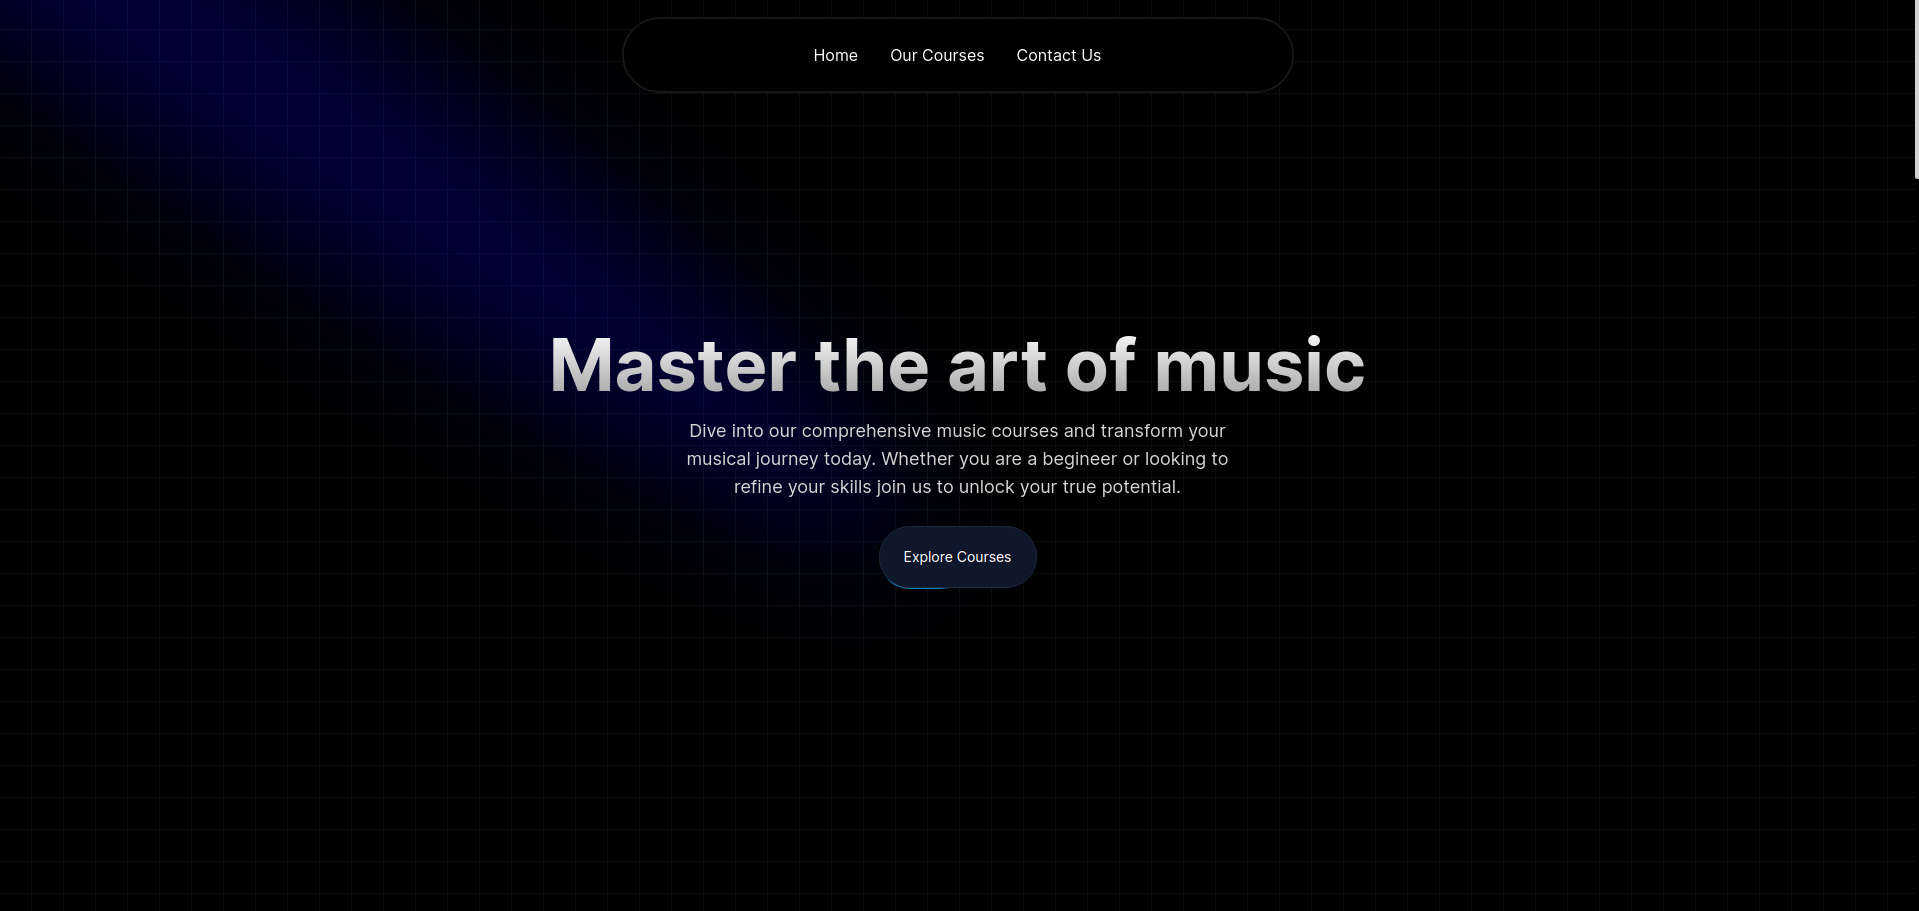 Home Our Courses Contact Us
Master the art of music
Dive into our comprehensive music courses and transform your
musical journey today. Whether you are a begineer or looking to
refine your skills join us to unlock your true potential.
Explore Courses